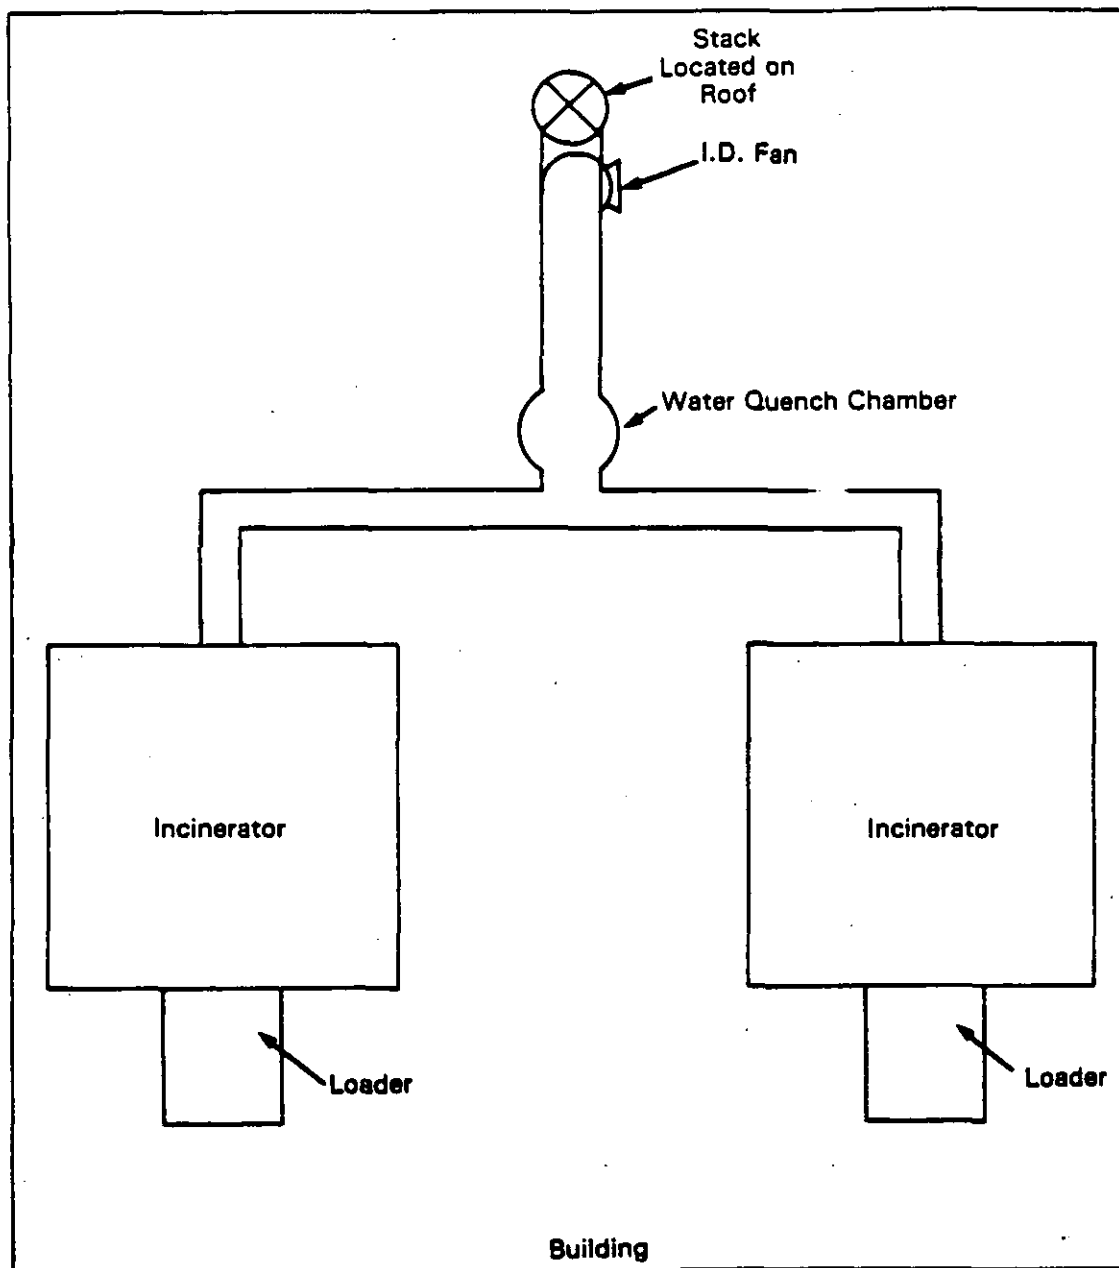 Stack
Located on
Roof
I.D. Fan
Water Quench Chamber
Incinerator
Incinerator
Loader
Loader
Building